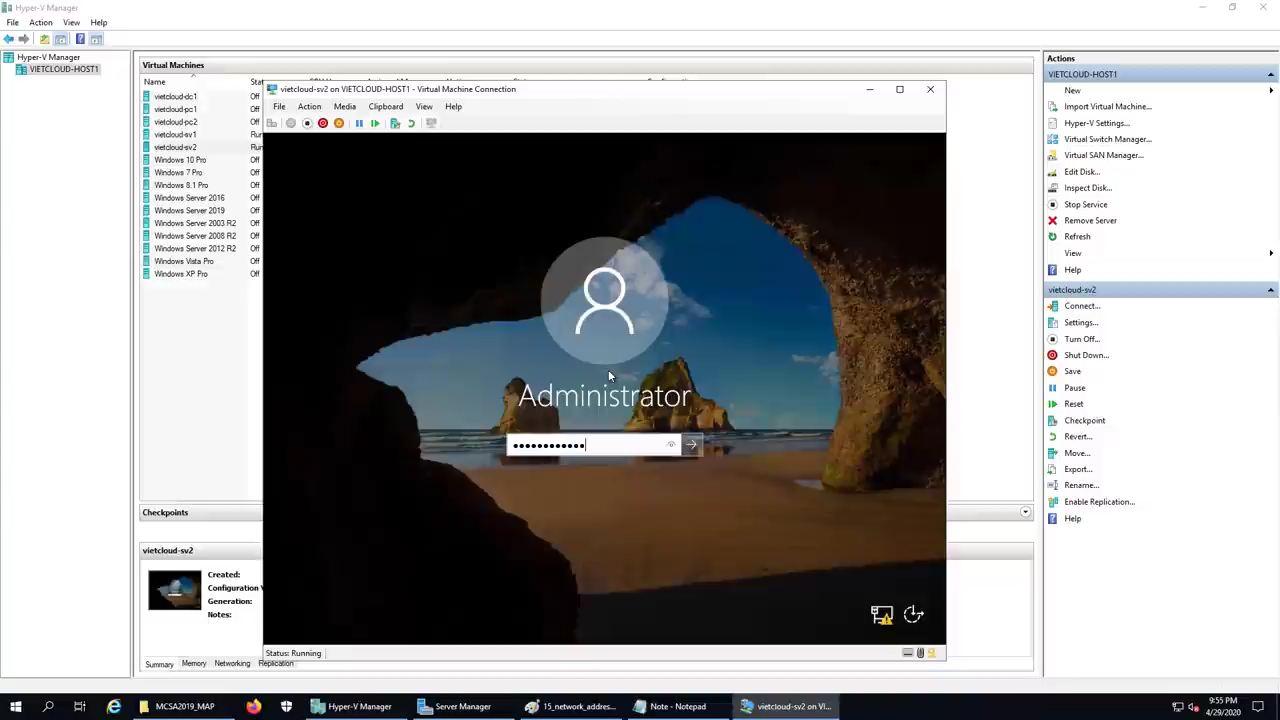 Hyper-V Manager
File Action View Help
Hyper-V Manager
VIETCLOUD-HOST1
Virtual Machines
Name
vietcloud-dc1 Off
vietcloud-pc1 Off
vietcloud-pc2 Off
vietcloud-sv1
vietcloud-sv2
Windows 10 Pro Off
Windows 7 Pro Off
Windows 8.1 Pro Off
Windows Server 2016 Off
Windows Server 2019 Off
Windows Server 2003 R2 Off
Windows Server 2008 R2 Off
Windows Server 2012 R2 Off
Windows Vista Pro Off
Windows XP Pro Off
Checkpoints
vietcloud-sv2
Created:
Configuration
Generation:
Notes:
Summary Memory Networking Replication
vietcloud-sv2 on VIETCLOUD-HOST1 - Virtual Machine Connection
File Action Media Clipboard View Help
Administrator
Status: Running
Actions
VIETCLOUD-HOST1
New
Import Virtual Machine...
Hyper-V Settings...
Virtual Switch Manager...
Virtual SAN Manager...
Edit Disk...
Inspect Disk...
Stop Service
Remove Server
Refresh
View
Help
vietcloud-sv2
Connect...
Settings...
Turn Off...
Shut Down...
Save
Pause
Reset
Checkpoint
Revert...
Move...
Export...
Rename...
Enable Replication...
Help
MCSA2019_MAP
Hyper-V Manager
Server Manager
15_network_addres...
Note - Notepad
vietcloud-sv2 on VI...
9:55 PM
4/29/2020